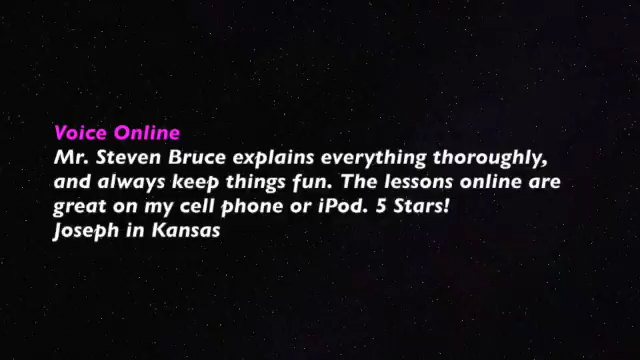 Voice Online
Mr. Steven Bruce explains everything thoroughly,
and always keep things fun. The lessons online are
great on my cell phone or iPod. 5 Stars!
Joseph in Kansas